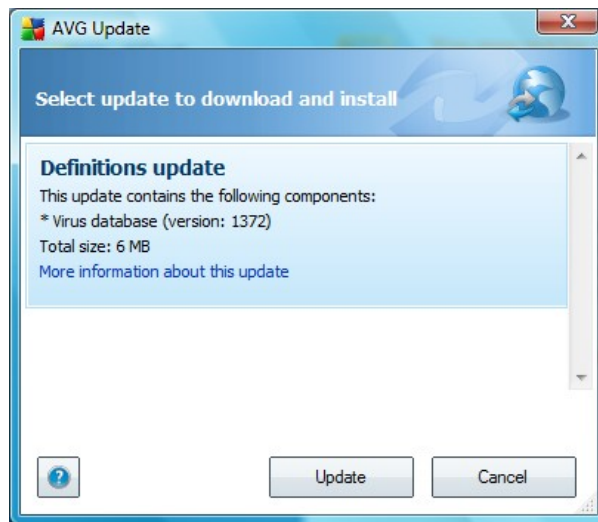 AVG Update
Select update to download and install
Definitions update
This update contains the following components:
* Virus database (version: 1372)
Total size: 6 MB
More information about this update
?
Update
Cancel